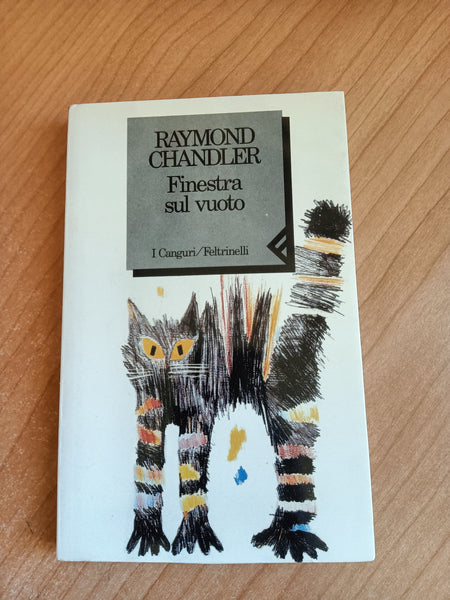 RAYMOND
CHANDLER
Finestra
sul vuoto
I Canguri/Feltrinelli